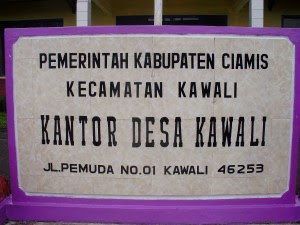 PEMERINTAH KABUPATEN CIAMIS
KECAMATAN KAWALI
KANTOR DESA KAWALI
JL.PEMUDA NO.01 KAWALI 46253